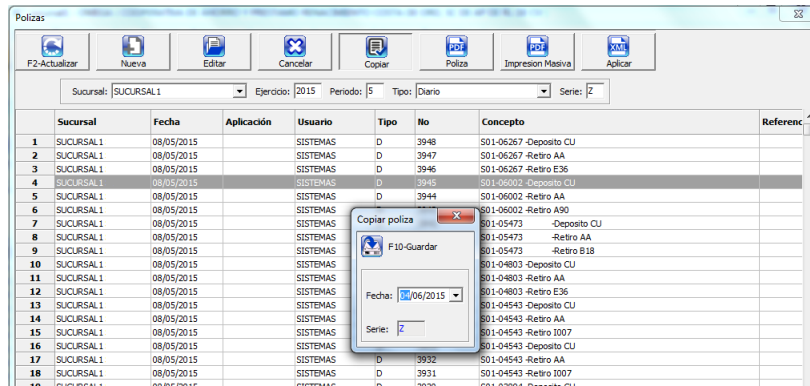 Polizas
F2-Actualizar Nueva Editar Cancelar Copiar PDF Poliza PDF Impresion Masiva XML Aplicar
Sucursal: SUCURSAL1 Ejercicio: 2015 Periodo: 5 Tipo: Diario Serie: Z
Sucursal Fecha Aplicación Usuario Tipo No Concepto Referenc
1 SUCURSAL1 08/05/2015 SISTEMAS D 3948 S01-06267 -Deposito CU
2 SUCURSAL1 08/05/2015 SISTEMAS D 3947 S01-06267 -Retiro AA
3 SUCURSAL1 08/05/2015 SISTEMAS D 3946 S01-06267 -Retiro E36
4 SUCURSAL1 08/05/2015 SISTEMAS D 3945 S01-06002 -Deposito CU
5 SUCURSAL1 08/05/2015 SISTEMAS D 3944 S01-06002 -Retiro AA
6 SUCURSAL1 08/05/2015 SISTEMAS S01-06002 -Retiro A90
7 SUCURSAL1 08/05/2015 SISTEMAS S01-05473 -Deposito CU
8 SUCURSAL1 08/05/2015 SISTEMAS S01-05473 -Retiro AA
9 SUCURSAL1 08/05/2015 SISTEMAS S01-05473 -Retiro B18
10 SUCURSAL1 08/05/2015 SISTEMAS S01-04803 -Deposito CU
11 SUCURSAL1 08/05/2015 SISTEMAS S01-04803 -Retiro AA
12 SUCURSAL1 08/05/2015 SISTEMAS S01-04803 -Retiro E36
13 SUCURSAL1 08/05/2015 SISTEMAS S01-04543 -Deposito CU
14 SUCURSAL1 08/05/2015 SISTEMAS S01-04543 -Retiro AA
15 SUCURSAL1 08/05/2015 SISTEMAS S01-04543 -Retiro I007
16 SUCURSAL1 08/05/2015 SISTEMAS S01-04543 -Deposito CU
17 SUCURSAL1 08/05/2015 SISTEMAS D 3932 S01-04543 -Retiro AA
18 SUCURSAL1 08/05/2015 SISTEMAS D 3931 S01-04543 -Retiro I007
Copiar poliza
F10-Guardar
Fecha: 04/06/2015
Serie: Z